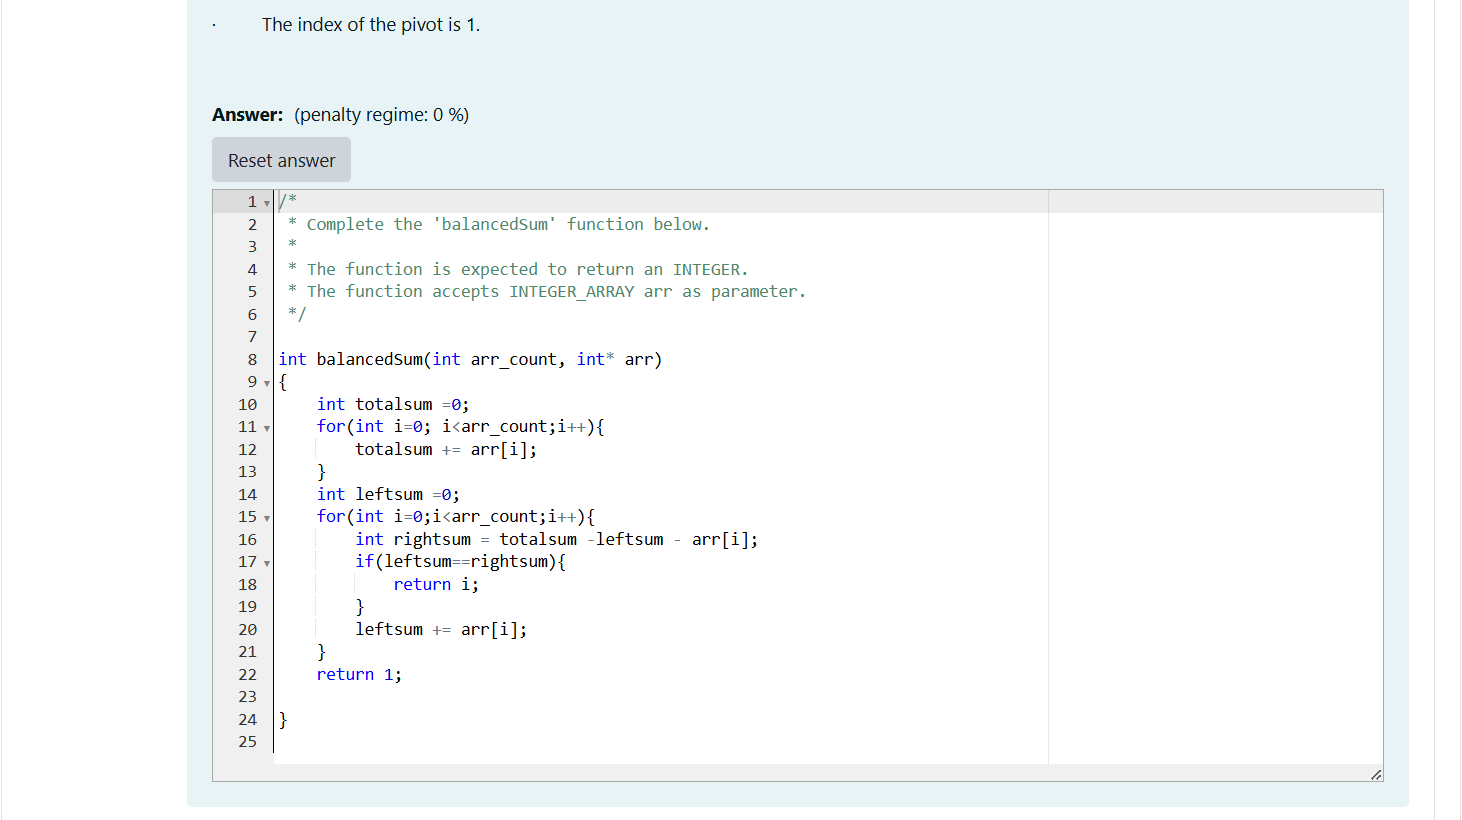 · The index of the pivot is 1.
Answer: (penalty regime: 0 %)
Reset answer
1 /*
2  * Complete the 'balancedSum' function below.
3  *
4  * The function is expected to return an INTEGER.
5  * The function accepts INTEGER_ARRAY arr as parameter.
6  */
7
8 int balancedSum(int arr_count, int* arr)
9 {
10     int totalsum =0;
11     for(int i=0; i<arr_count;i++){
12         totalsum += arr[i];
13     }
14     int leftsum =0;
15     for(int i=0;i<arr_count;i++){
16         int rightsum = totalsum -leftsum - arr[i];
17         if(leftsum==rightsum){
18             return i;
19         }
20         leftsum += arr[i];
21     }
22     return 1;
23
24 }
25